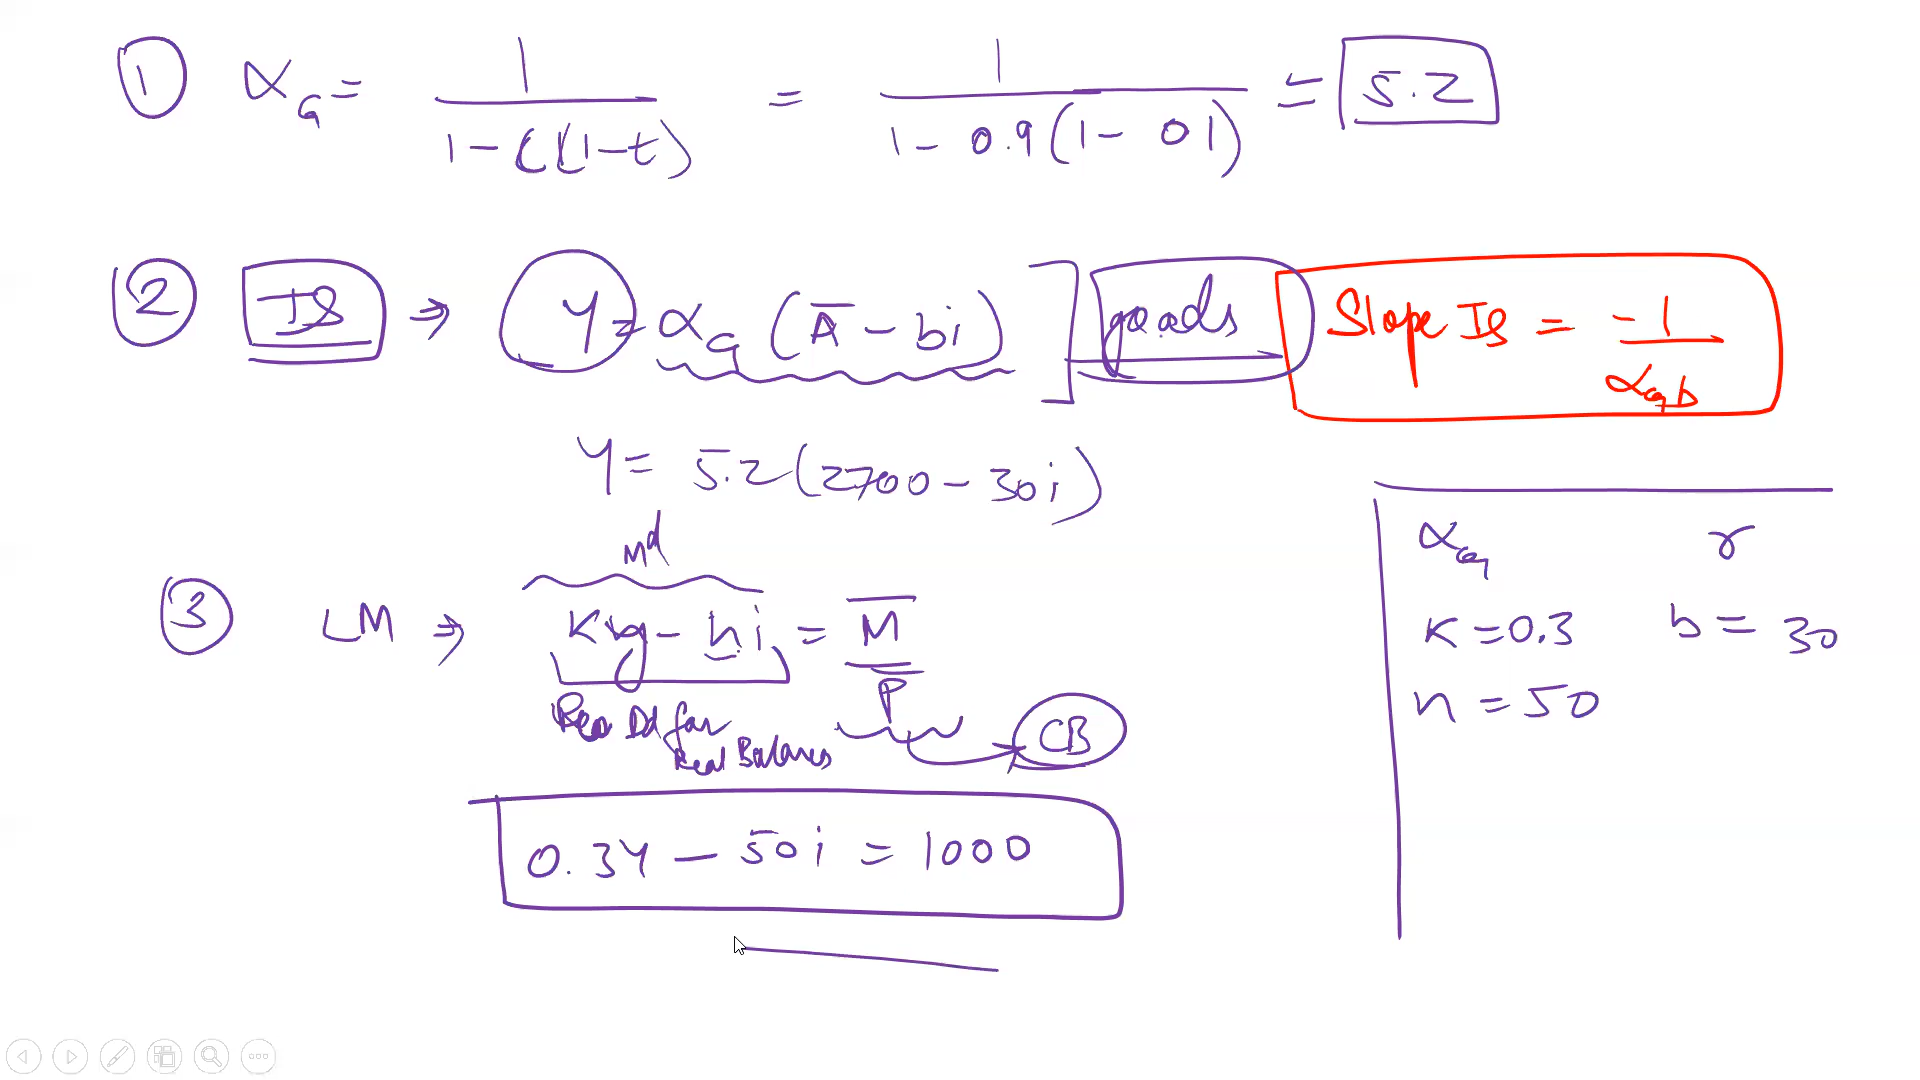 ① α_G = 1 / (1 - c(1-t)) = 1 / (1 - 0.9(1 - 01)) = 5.2
② IS ⇒ Y = α_G (A̅ - bi) ] goods Slope IS = -1 / α_G b
Y = 5.2(2700 - 30i)
Md
③ LM ⇒ Ky - hi = M̅ / P̅
Dd for
Real Balances
CB
0.3Y - 50i = 1000
α_G γ
K = 0.3 b = 30
h = 50